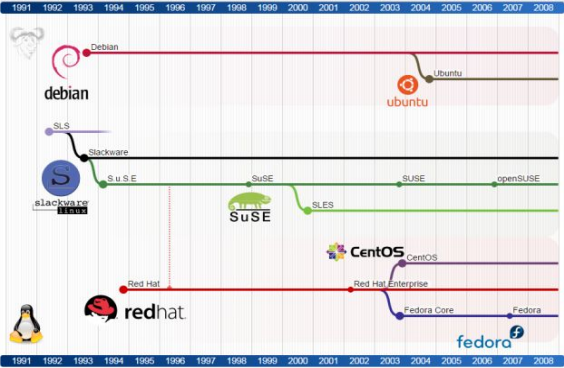 1991 1992 1993 1994 1995 1996 1997 1998 1999 2000 2001 2002 2003 2004 2005 2006 2007 2008
Debian
debian
Ubuntu
ubuntu
SLS
Slackware
S.u.S.E
SuSE
SUSE
openSUSE
slackware
linux
SuSE
SLES
CentOS
CentOS
Red Hat
Red Hat Enterprise
redhat
Fedora Core
Fedora
fedora
1991 1992 1993 1994 1995 1996 1997 1998 1999 2000 2001 2002 2003 2004 2005 2006 2007 2008